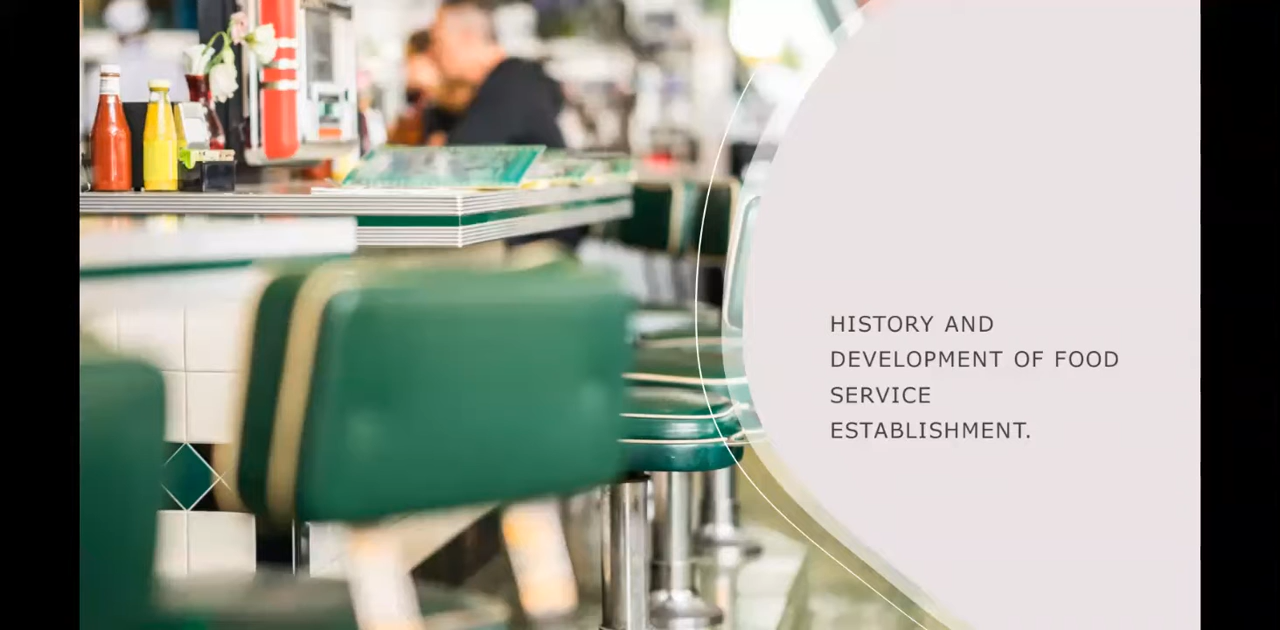 HISTORY AND
DEVELOPMENT OF FOOD
SERVICE
ESTABLISHMENT.